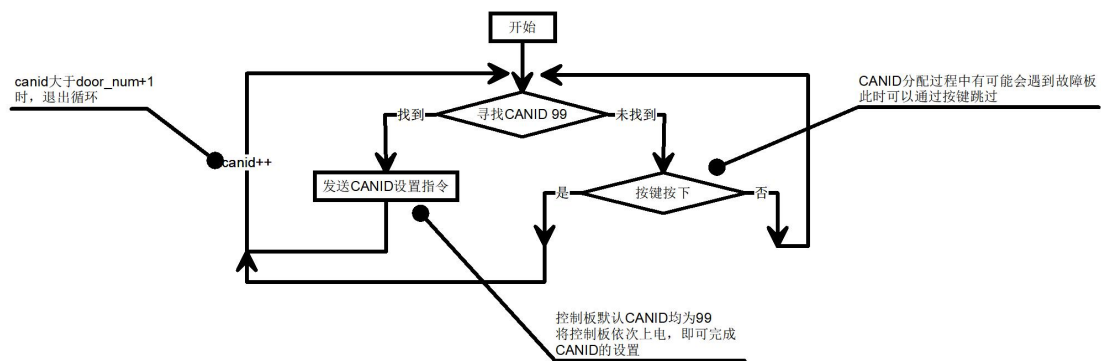 开始
canid大于door_num+1
时，退出循环
CANID分配过程中有可能会遇到故障板
此时可以通过按键跳过
找到
寻找CANID 99
未找到
canid++
发送CANID设置指令
是
按键按下
否
控制板默认CANID均为99
将控制板依次上电，即可完成
CANID的设置